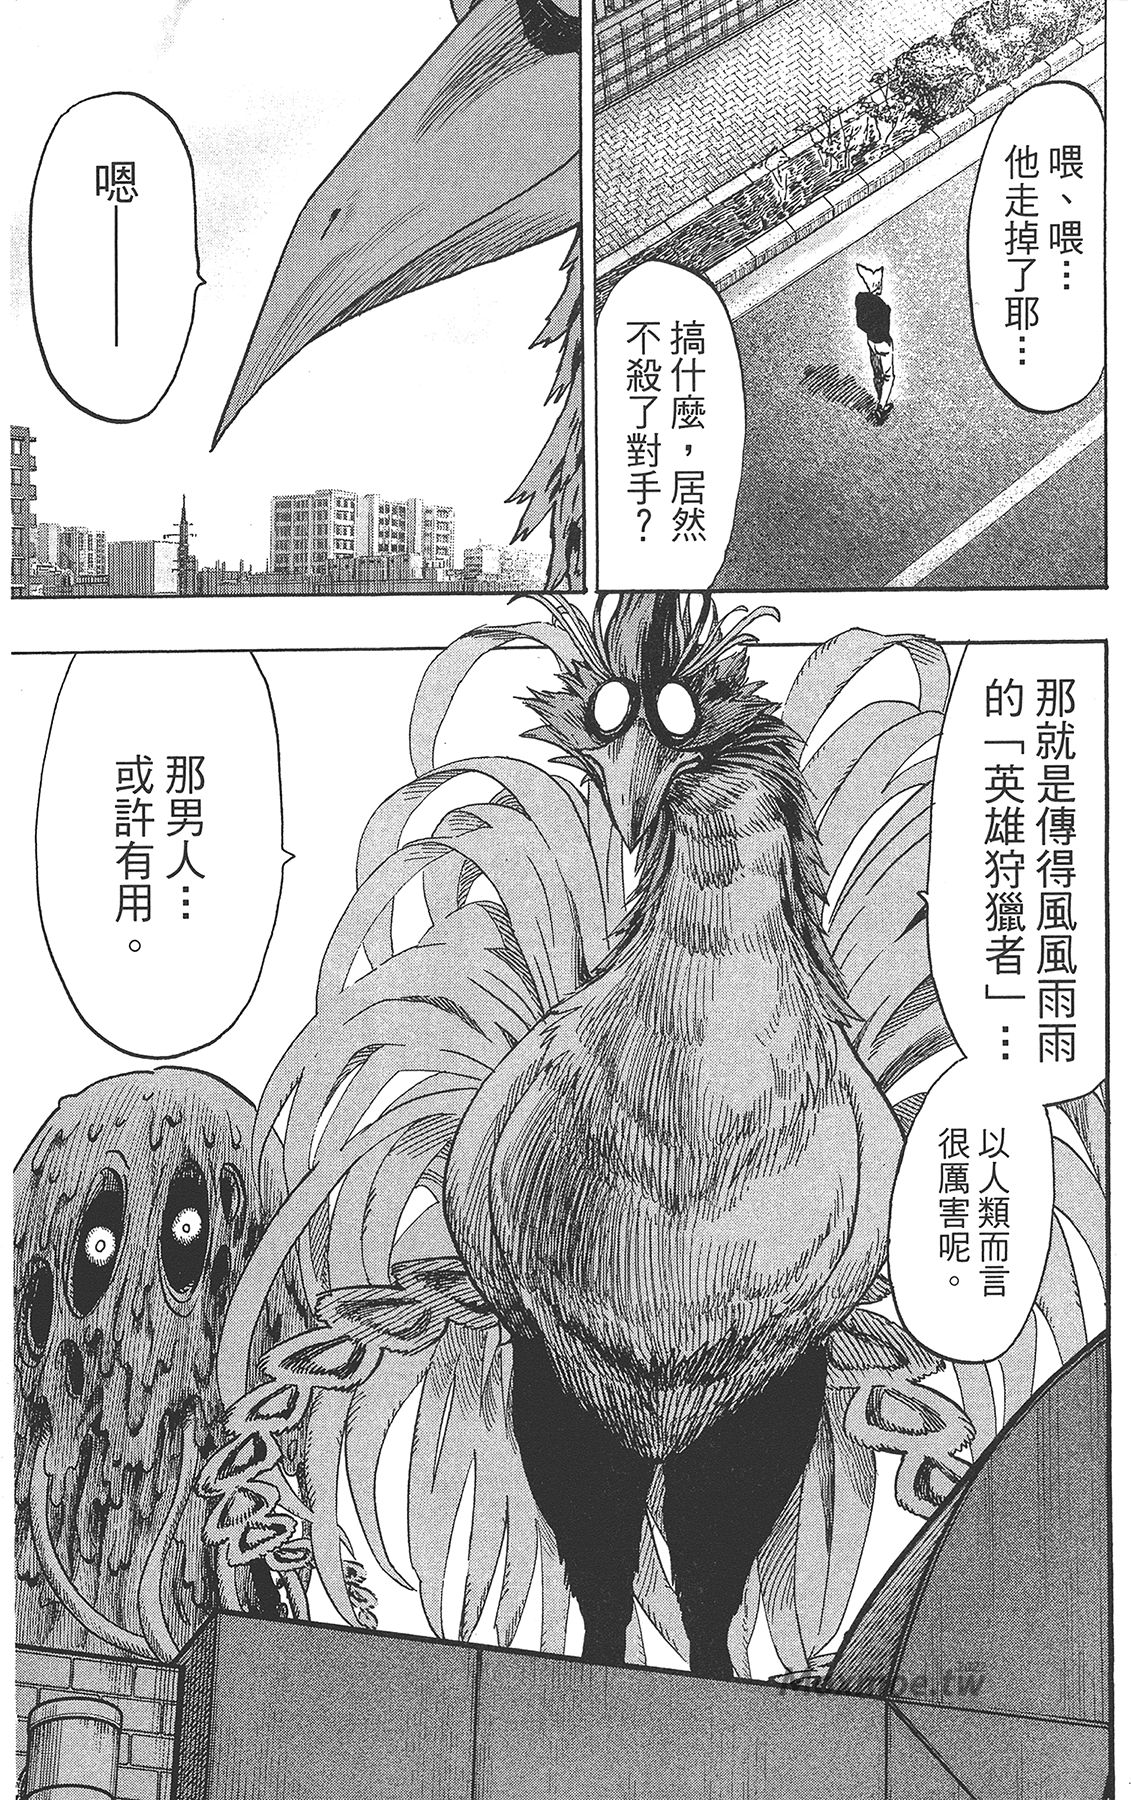 喂、喂…
他走掉了耶…
搞什麼，居然
不殺了對手？
嗯——
那就是傳得風風雨雨
的「英雄狩獵者」…
以人類而言
很厲害呢。
那男人…
或許有用。